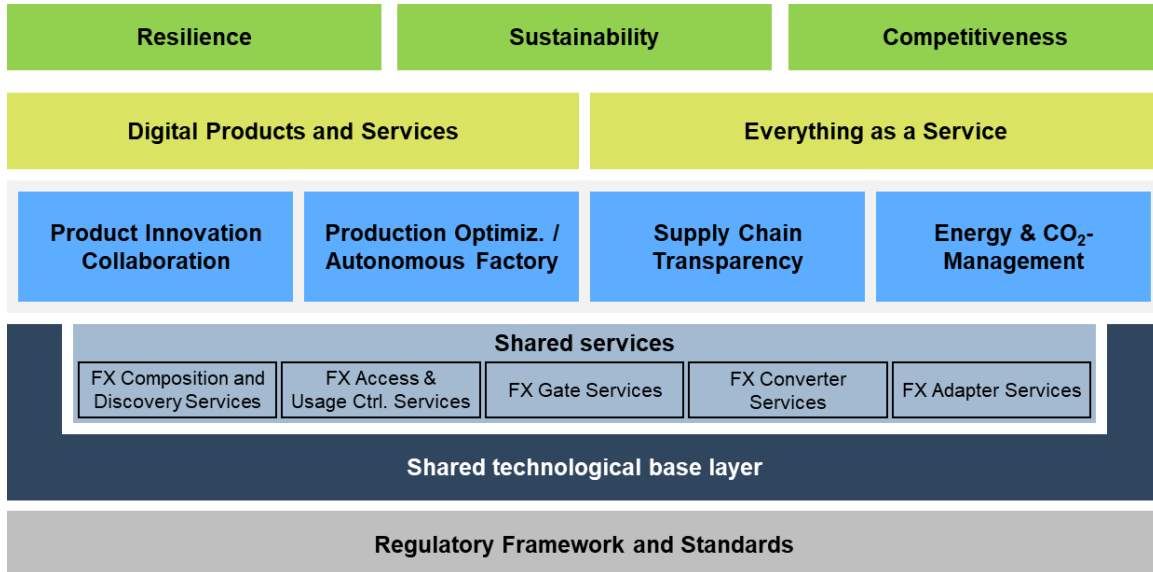 Resilience
Sustainability
Competitiveness
Digital Products and Services
Everything as a Service
Product Innovation
Collaboration
Production Optimiz. /
Autonomous Factory
Supply Chain
Transparency
Energy & CO₂-
Management
Shared services
FX Composition and
Discovery Services
FX Access &
Usage Ctrl. Services
FX Gate Services
FX Converter
Services
FX Adapter Services
Shared technological base layer
Regulatory Framework and Standards